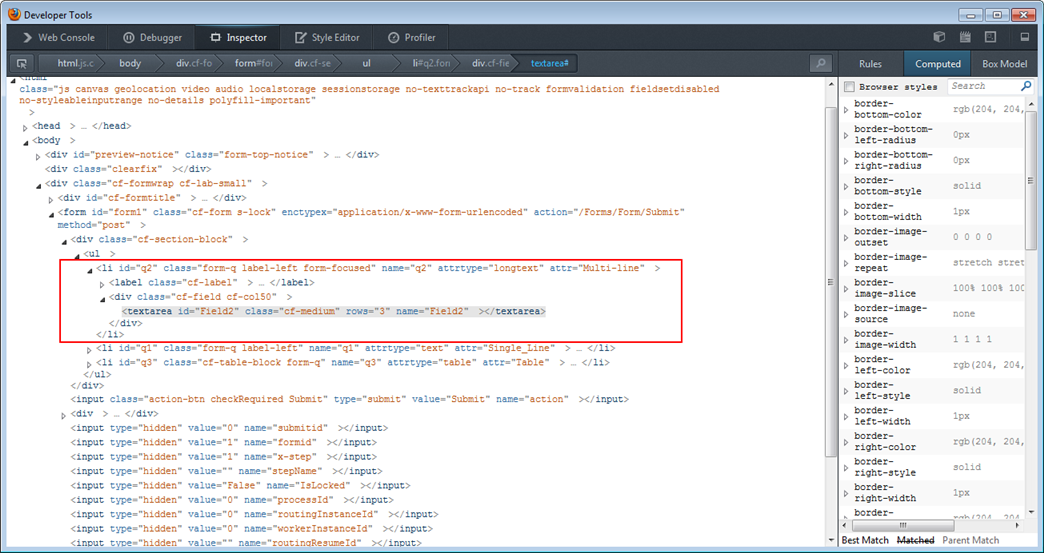 Developer Tools
Web Console Debugger Inspector Style Editor Profiler
html.js.c body div.cf-fo form#for div.cf-se ul li#q2.fon div.cf-fie textarea#
<html
class="js canvas geolocation video audio localstorage sessionstorage no-texttrackapi no-track formvalidation fieldsetdisabled
no-styleableinputrange no-details polyfill-important"
>
<head > … </head>
<body >
<div id="preview-notice" class="form-top-notice" > … </div>
<div class="clearfix" ></div>
<div class="cf-formwrap cf-lab-small" >
<div id="cf-formtitle" > … </div>
<form id="form1" class="cf-form s-lock" enctypex="application/x-www-form-urlencoded" action="/Forms/Form/Submit"
method="post" >
<div class="cf-section-block" >
<ul >
<li id="q2" class="form-q label-left form-focused" name="q2" attrtype="longtext" attr="Multi-line" >
<label class="cf-label" > … </label>
<div class="cf-field cf-col50" >
<textarea id="Field2" class="cf-medium" rows="3" name="Field2" ></textarea>
</div>
</li>
<li id="q1" class="form-q label-left" name="q1" attrtype="text" attr="Single_Line" > … </li>
<li id="q3" class="cf-table-block form-q" name="q3" attrtype="table" attr="Table" > … </li>
</ul>
</div>
<input class="action-btn checkRequired Submit" type="submit" value="Submit" name="action" ></input>
<div > … </div>
<input type="hidden" value="0" name="submitid" ></input>
<input type="hidden" value="1" name="formid" ></input>
<input type="hidden" value="1" name="x-step" ></input>
<input type="hidden" value="" name="stepName" ></input>
<input type="hidden" value="False" name="IsLocked" ></input>
<input type="hidden" value="0" name="processId" ></input>
<input type="hidden" value="0" name="routingInstanceId" ></input>
<input type="hidden" value="0" name="workerInstanceId" ></input>
<input type="hidden" value="" name="routingResumeId" ></input>
Rules Computed Box Model
Browser styles Search
border-bottom-color rgb(204, 204,
border-bottom-left-radius 0px
border-bottom-right-radius 0px
border-bottom-style solid
border-bottom-width 1px
border-image-outset 0 0 0 0
border-image-repeat stretch stre
border-image-slice 100% 100% 100
border-image-source none
border-image-width 1 1 1 1
border-left-color rgb(204, 204,
border-left-style solid
border-left-width 1px
border-right-color rgb(204, 204,
border-right-style solid
border-right-width 1px
border- rgb(204, 204,
Best Match Matched Parent Match